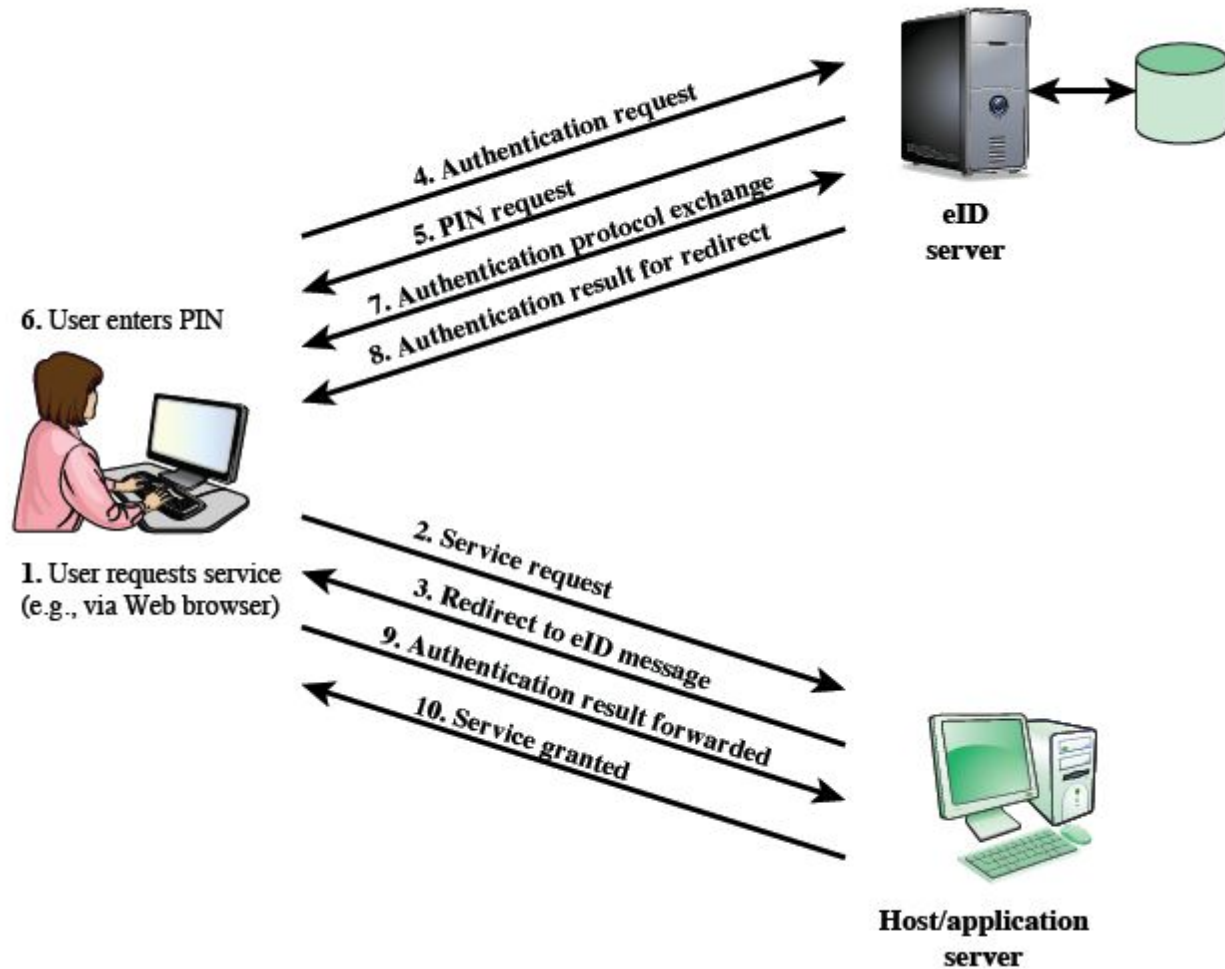 4. Authentication request
5. PIN request
7. Authentication protocol exchange
8. Authentication result for redirect
eID
server
6. User enters PIN
1. User requests service
(e.g., via Web browser)
2. Service request
3. Redirect to eID message
9. Authentication result forwarded
10. Service granted
Host/application
server